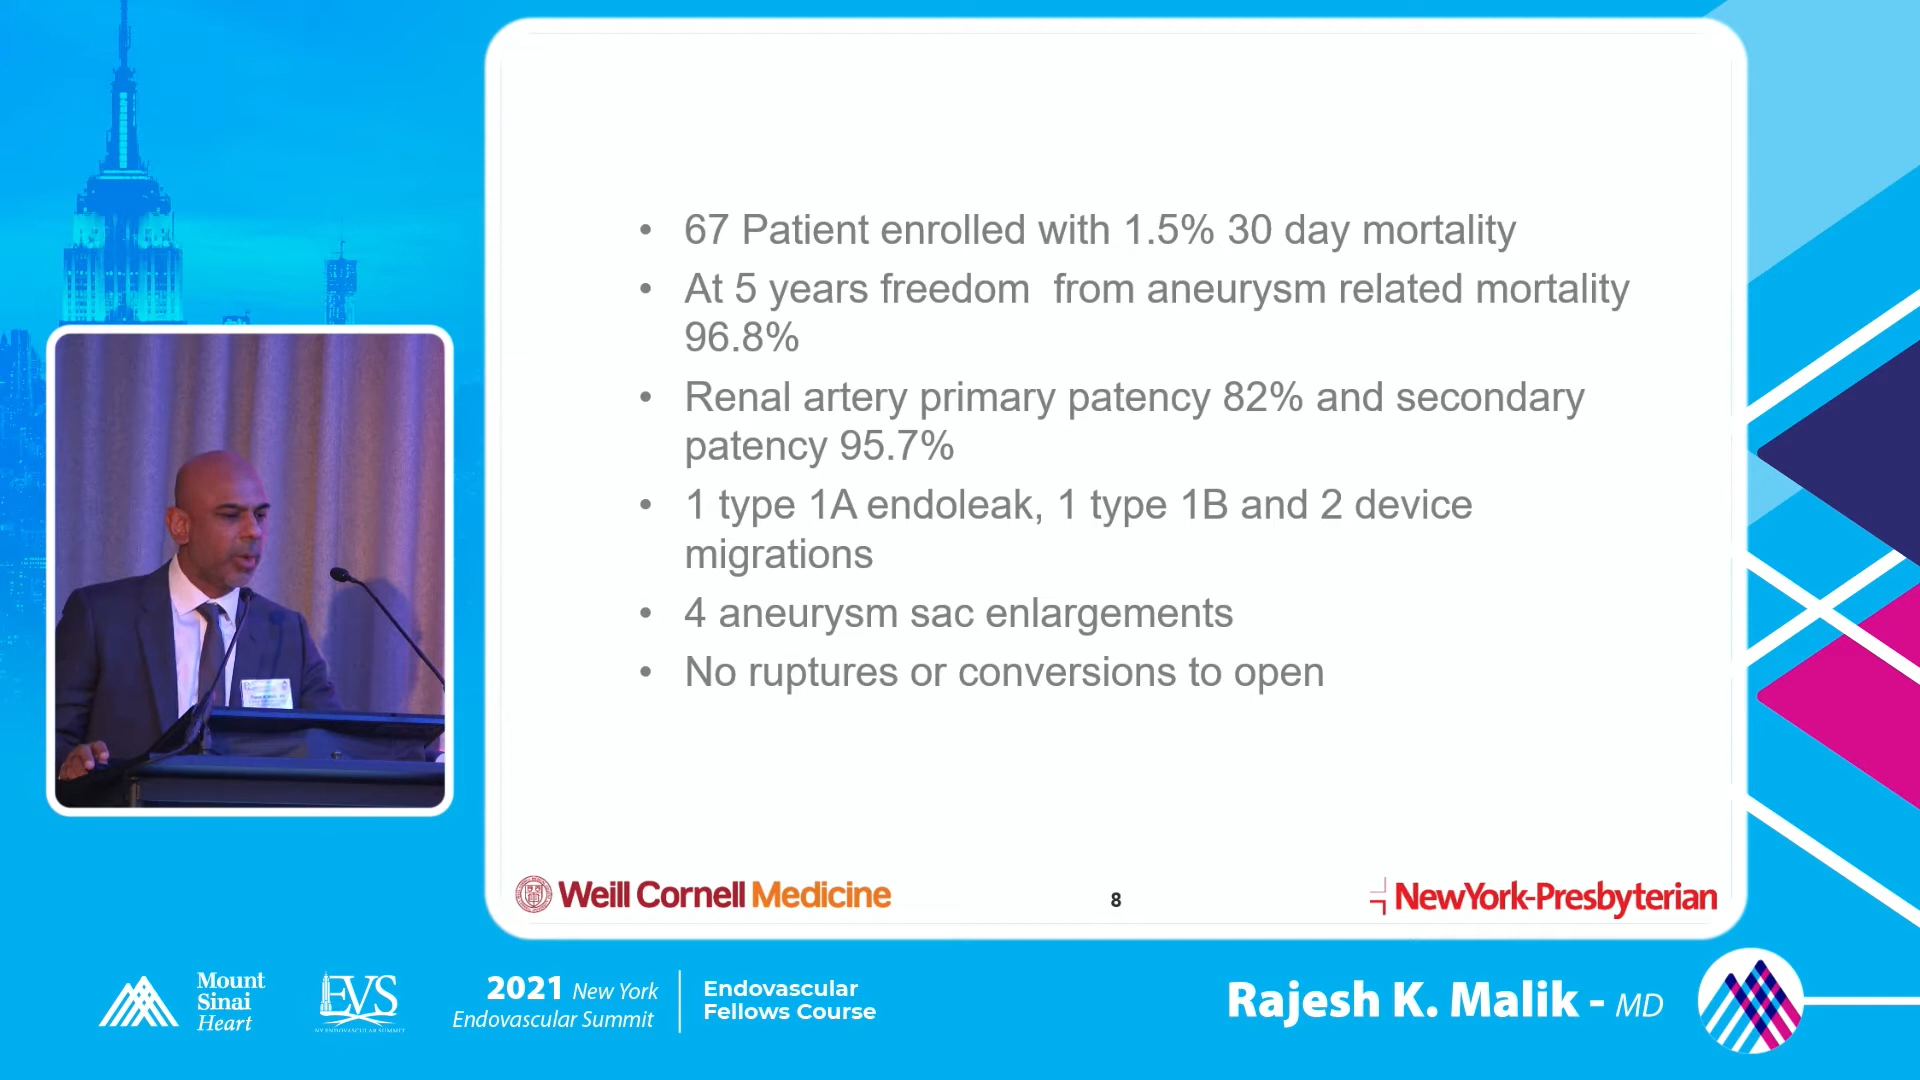 • 67 Patient enrolled with 1.5% 30 day mortality
• At 5 years freedom from aneurysm related mortality
96.8%
• Renal artery primary patency 82% and secondary
patency 95.7%
• 1 type 1A endoleak, 1 type 1B and 2 device
migrations
• 4 aneurysm sac enlargements
• No ruptures or conversions to open
Weill Cornell Medicine
8
NewYork-Presbyterian
Mount
Sinai
Heart
EVS
NY ENDOVASCULAR SUMMIT
2021 New York
Endovascular Summit
Endovascular
Fellows Course
Rajesh K. Malik - MD